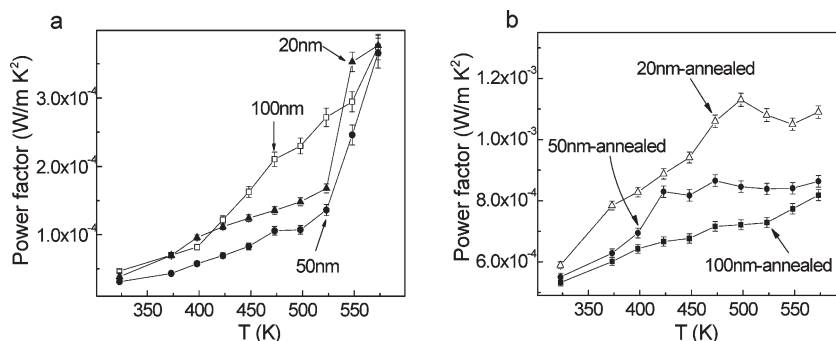 a
Power factor (W/m K²)
3.0x10⁻⁴
2.0x10⁻⁴
1.0x10⁻⁴
20nm
100nm
50nm
350 400 450 500 550
T (K)
b
Power factor (W/m K²)
1.2x10⁻³
1.0x10⁻³
8.0x10⁻⁴
6.0x10⁻⁴
20nm-annealed
50nm-annealed
100nm-annealed
350 400 450 500 550
T (K)